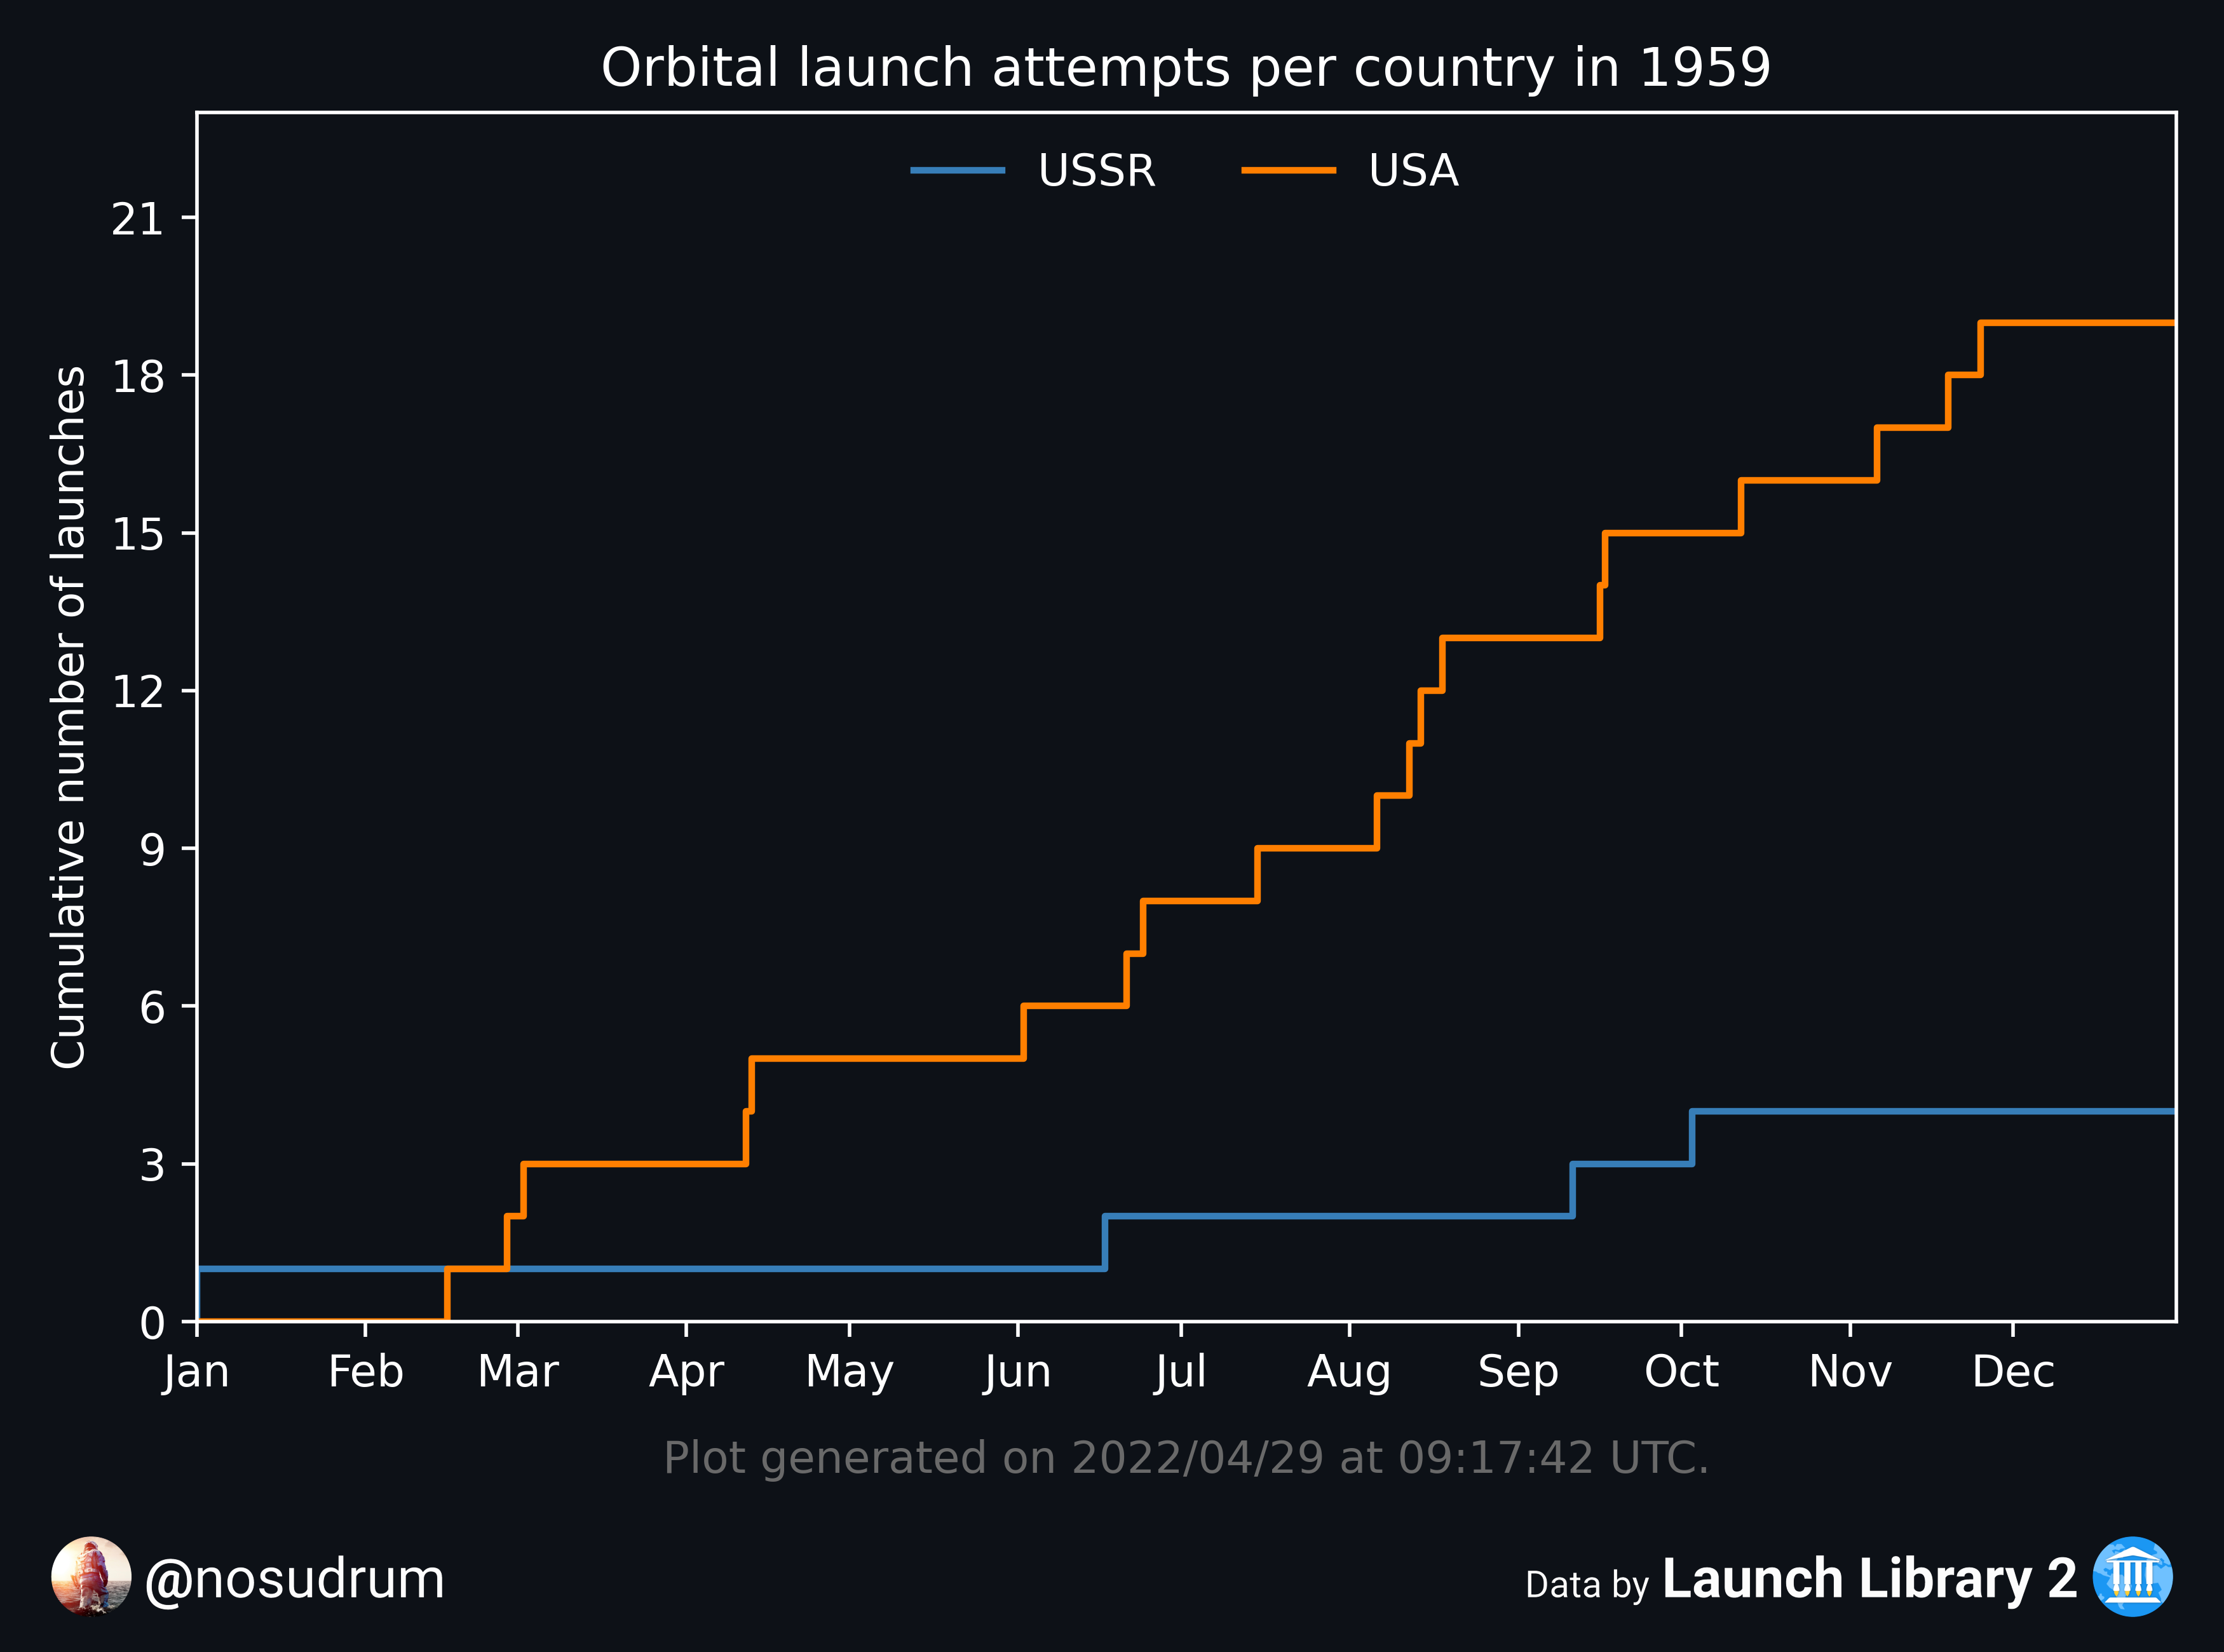 Orbital launch attempts per country in 1959
USSR
USA
Cumulative number of launches
21
18
15
12
9
6
3
0
Jan Feb Mar Apr May Jun Jul Aug Sep Oct Nov Dec
Plot generated on 2022/04/29 at 09:17:42 UTC.
@nosudrum
Data by Launch Library 2